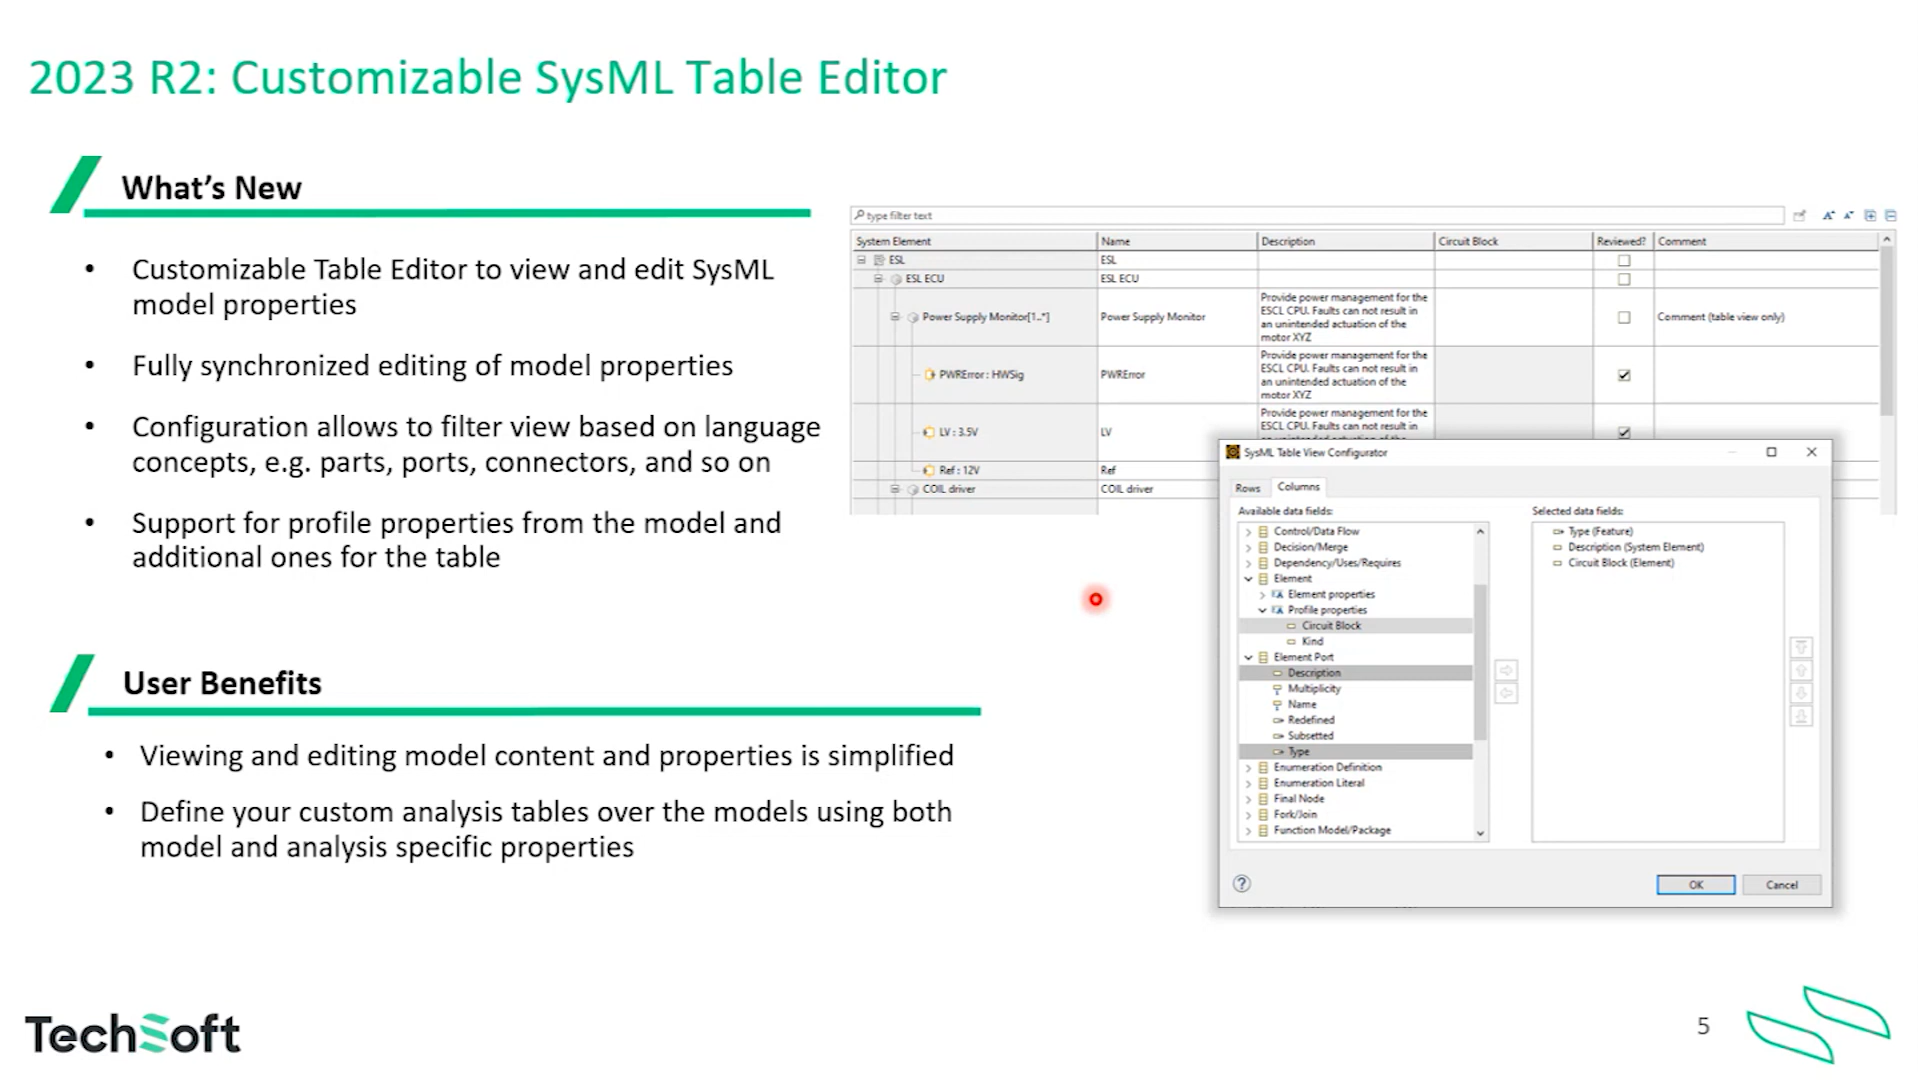 2023 R2: Customizable SysML Table Editor
What's New
• Customizable Table Editor to view and edit SysML
model properties
• Fully synchronized editing of model properties
• Configuration allows to filter view based on language
concepts, e.g. parts, ports, connectors, and so on
• Support for profile properties from the model and
additional ones for the table
User Benefits
• Viewing and editing model content and properties is simplified
• Define your custom analysis tables over the models using both
model and analysis specific properties
type filter text
System Element Name Description Circuit Block Reviewed? Comment
ESL ESL
ESL ECU ESL ECU
Power Supply Monitor[1..*] Power Supply Monitor Comment (table view only)
Provide power management for the
ESCL CPU. Faults can not result in
an unintended actuation of the
motor XYZ
PWRError : HWSig PWRError
Provide power management for the
ESCL CPU. Faults can not result in
an unintended actuation of the
motor XYZ
LV : 3.5V LV
Provide power management for the
ESCL CPU. Faults can not result in
Ref : 12V Ref
COIL driver COIL driver
SysML Table View Configurator
Rows Columns
Available data fields:
Control/Data Flow
Decision/Merge
Dependency/Uses/Requires
Element
Element properties
Profile properties
Circuit Block
Kind
Element Port
Description
Multiplicity
Name
Redefined
Subsetted
Type
Enumeration Definition
Enumeration Literal
Final Node
Fork/Join
Function Model/Package
Selected data fields:
Type (Feature)
Description (System Element)
Circuit Block (Element)
OK Cancel
TechSoft
5